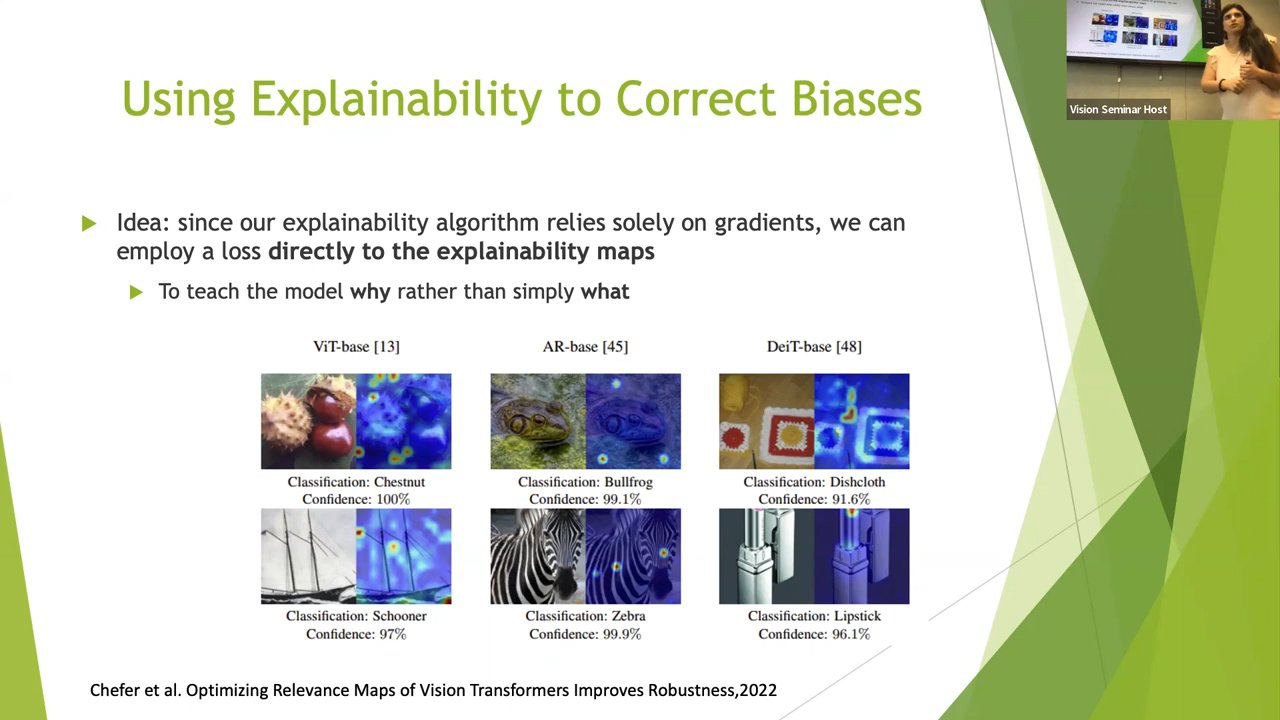 Using Explainability to Correct Biases
Vision Seminar Host
Idea: since our explainability algorithm relies solely on gradients, we can
employ a loss directly to the explainability maps
To teach the model why rather than simply what
ViT-base [13]
AR-base [45]
DeiT-base [48]
Classification: Chestnut
Confidence: 100%
Classification: Bullfrog
Confidence: 99.1%
Classification: Dishcloth
Confidence: 91.6%
Classification: Schooner
Confidence: 97%
Classification: Zebra
Confidence: 99.9%
Classification: Lipstick
Confidence: 96.1%
Chefer et al. Optimizing Relevance Maps of Vision Transformers Improves Robustness,2022